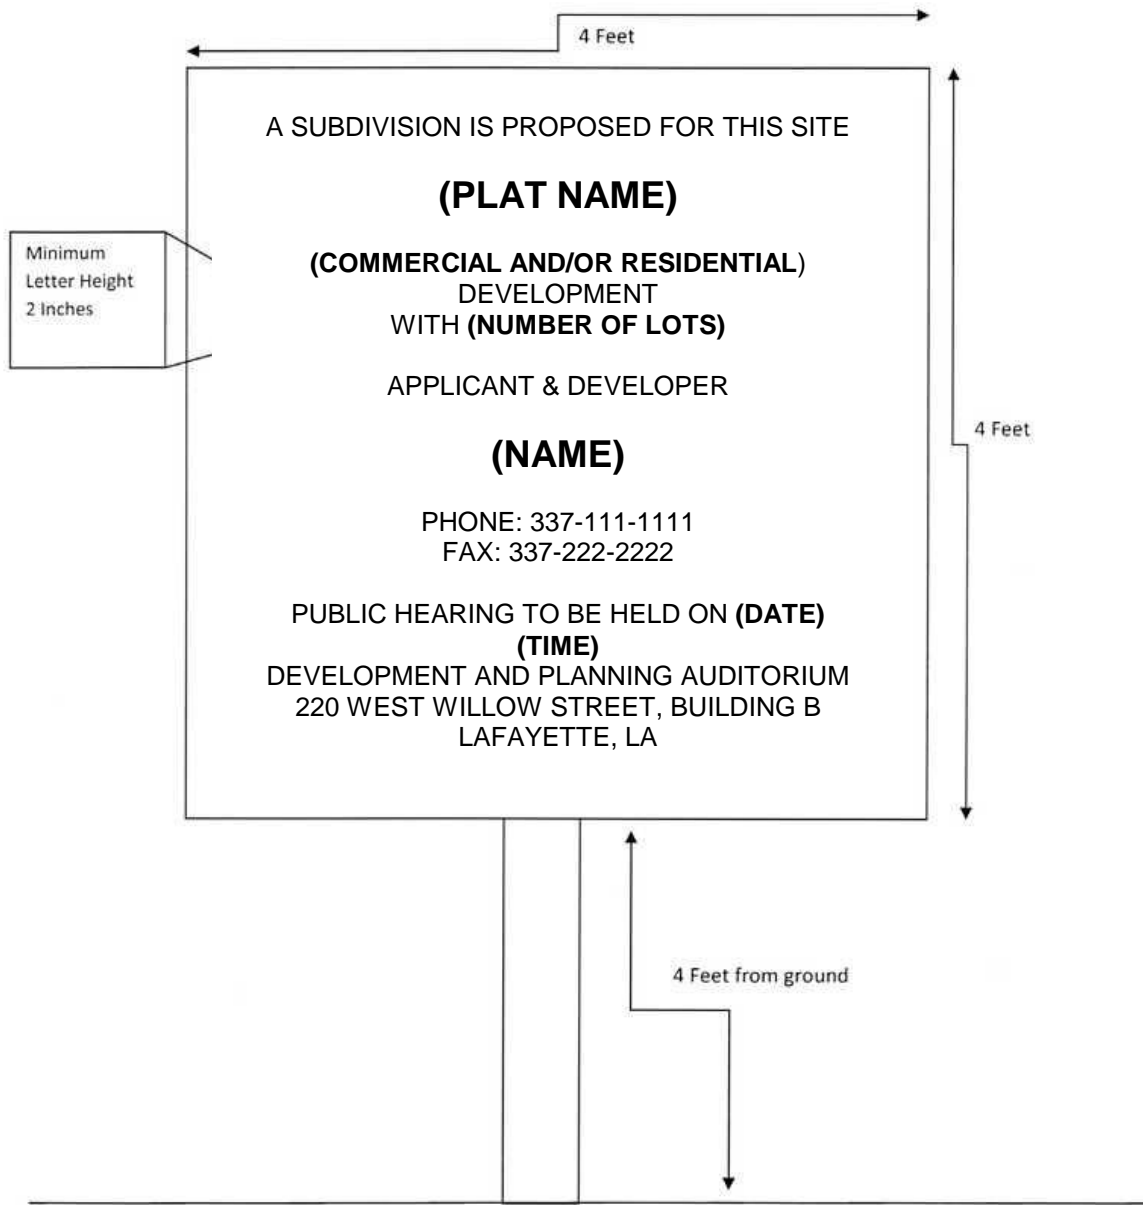 4 Feet
A SUBDIVISION IS PROPOSED FOR THIS SITE
(PLAT NAME)
Minimum
Letter Height
2 Inches
(COMMERCIAL AND/OR RESIDENTIAL)
DEVELOPMENT
WITH (NUMBER OF LOTS)
APPLICANT & DEVELOPER
4 Feet
(NAME)
PHONE: 337-111-1111
FAX: 337-222-2222
PUBLIC HEARING TO BE HELD ON (DATE)
(TIME)
DEVELOPMENT AND PLANNING AUDITORIUM
220 WEST WILLOW STREET, BUILDING B
LAFAYETTE, LA
4 Feet from ground